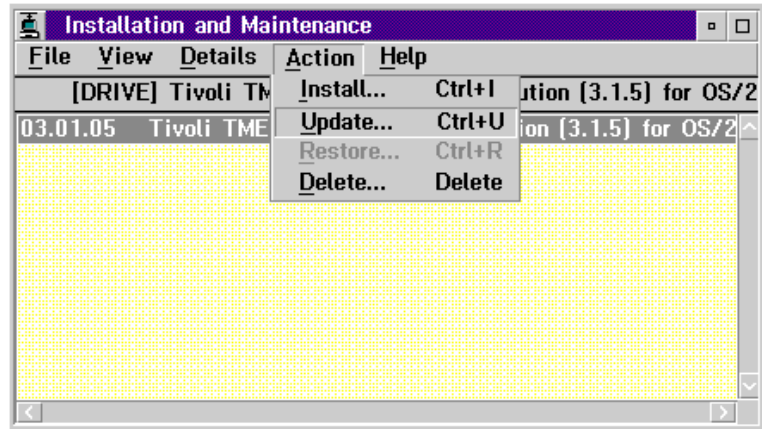 Installation and Maintenance
File View Details Action Help
[DRIVE] Tivoli TM ution (3.1.5) for OS/2
Install... Ctrl+I
03.01.05 Tivoli TME ion (3.1.5) for OS/2
Update... Ctrl+U
Restore... Ctrl+R
Delete... Delete